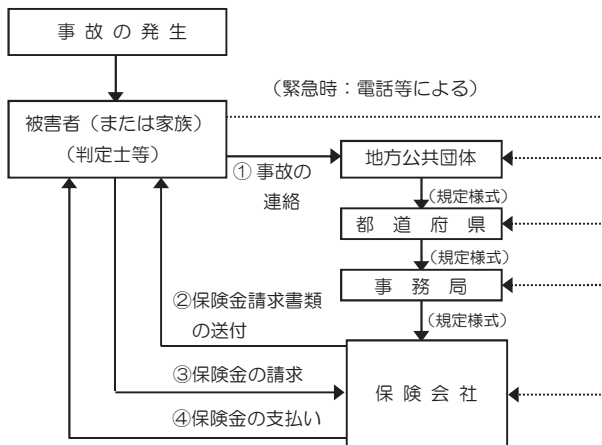 事故の発生
（緊急時：電話等による）
被害者（または家族）
（判定士等）
①事故の
連絡
地方公共団体
（規定様式）
都道府県
（規定様式）
事務局
（規定様式）
②保険金請求書類
の送付
③保険金の請求
保険会社
④保険金の支払い